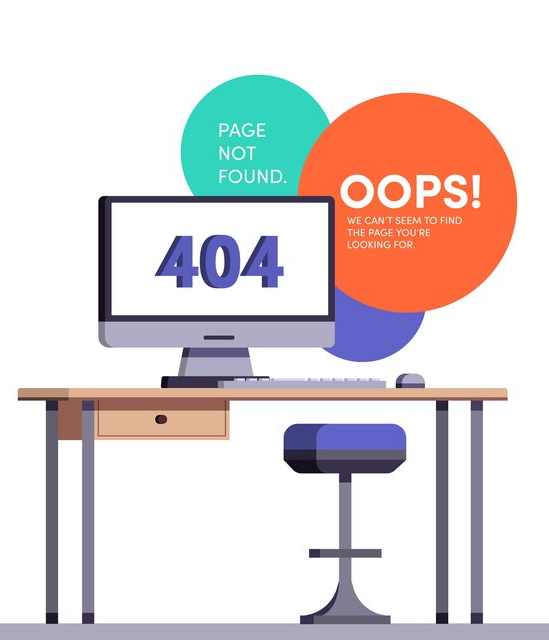 PAGE
NOT
FOUND.
OOPS!
WE CAN'T SEEM TO FIND
THE PAGE YOU'RE
LOOKING FOR.
404